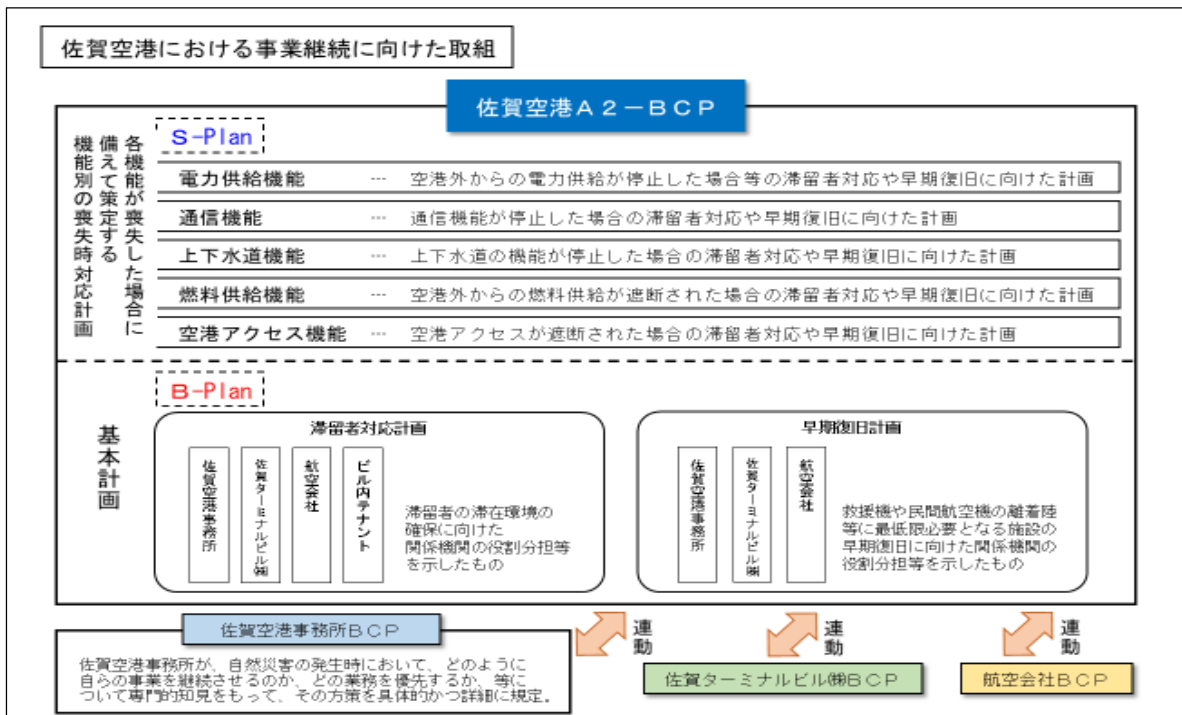 佐賀空港における事業継続に向けた取組
佐賀空港A2-BCP
各機能が喪失した場合に
備えて策定する
機能別の喪失時対応計画
S-Plan
電力供給機能 … 空港外からの電力供給が停止した場合等の滞留者対応や早期復旧に向けた計画
通信機能 … 通信機能が停止した場合の滞留者対応や早期復旧に向けた計画
上下水道機能 … 上下水道の機能が停止した場合の滞留者対応や早期復旧に向けた計画
燃料供給機能 … 空港外からの燃料供給が遮断された場合の滞留者対応や早期復旧に向けた計画
空港アクセス機能 … 空港アクセスが遮断された場合の滞留者対応や早期復旧に向けた計画
基本計画
B-Plan
滞留者対応計画
佐賀空港事務所
佐賀ターミナルビル㈱
航空会社
ビル内テナント
滞留者の滞在環境の
確保に向けた
関係機関の役割分担等
を示したもの
早期復旧計画
佐賀空港事務所
佐賀ターミナルビル㈱
航空会社
救援機や民間航空機の離着陸
等に最低限必要となる施設の
早期復旧に向けた関係機関の
役割分担等を示したもの
佐賀空港事務所BCP
佐賀空港事務所が、自然災害の発生時において、どのように
自らの事業を継続させるのか、どの業務を優先するか、等に
ついて専門的知見をもって、その方策を具体的かつ詳細に規定。
連動
連動
連動
佐賀ターミナルビル㈱BCP
航空会社BCP